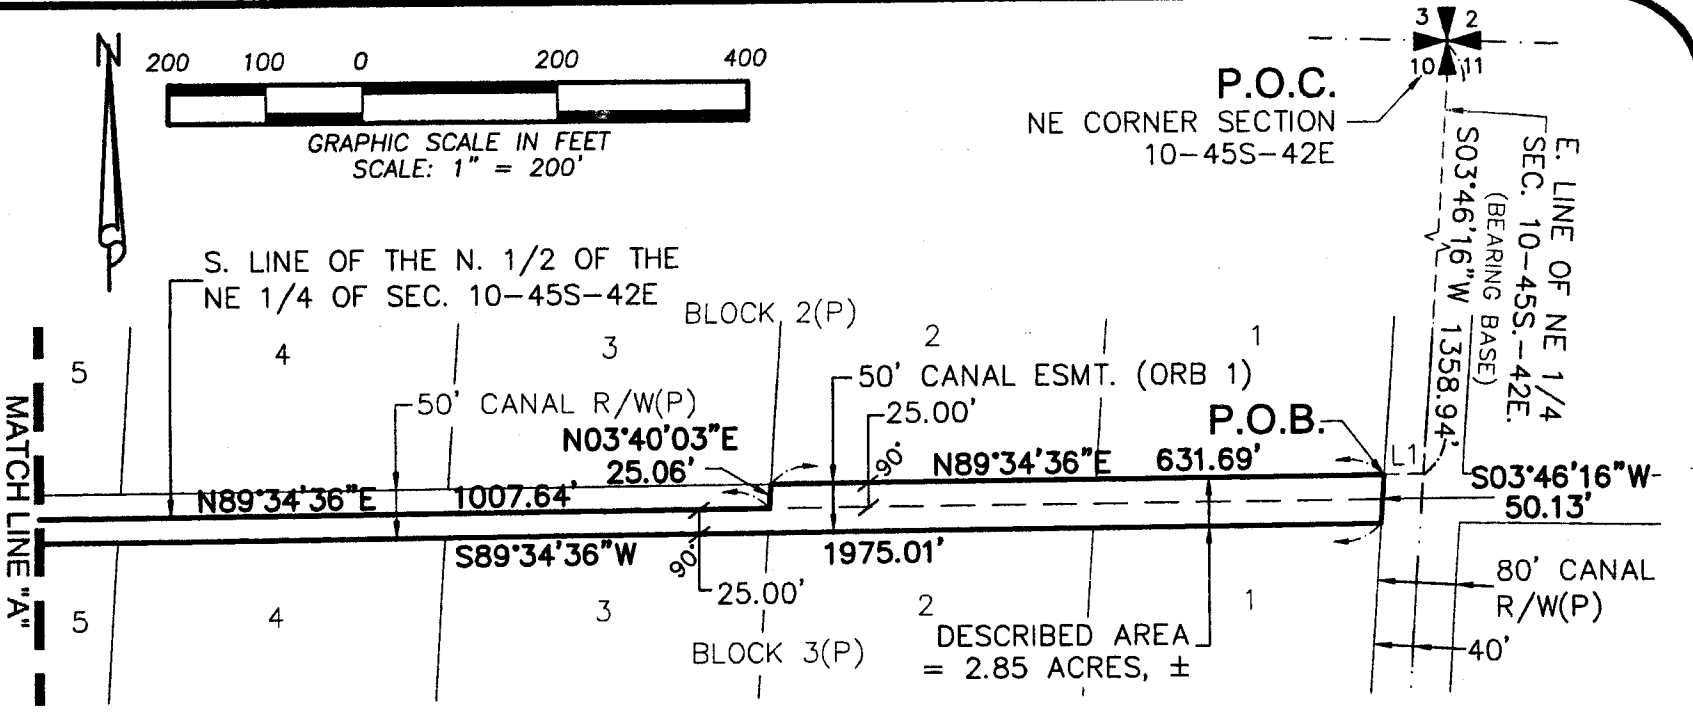 N
200 100 0 200 400
GRAPHIC SCALE IN FEET
SCALE: 1" = 200'
3 2
10 11
P.O.C.
NE CORNER SECTION
10-45S-42E
E. LINE OF NE 1/4
SEC. 10-45S.-42E.
(BEARING BASE)
S03°46'16"W 1358.94'
S. LINE OF THE N. 1/2 OF THE
NE 1/4 OF SEC. 10-45S-42E
BLOCK 2(P)
5 4 3 2 1
50' CANAL R/W(P)
50' CANAL ESMT. (ORB 1)
25.00'
P.O.B.
L1
N03°40'03"E
25.06'
90°
N89°34'36"E 631.69'
S03°46'16"W
50.13'
N89°34'36"E 1007.64'
MATCH LINE "A"
S89°34'36"W 1975.01'
90°
25.00'
5 4 3 2 1
BLOCK 3(P)
DESCRIBED AREA
= 2.85 ACRES, ±
80' CANAL
R/W(P)
40'